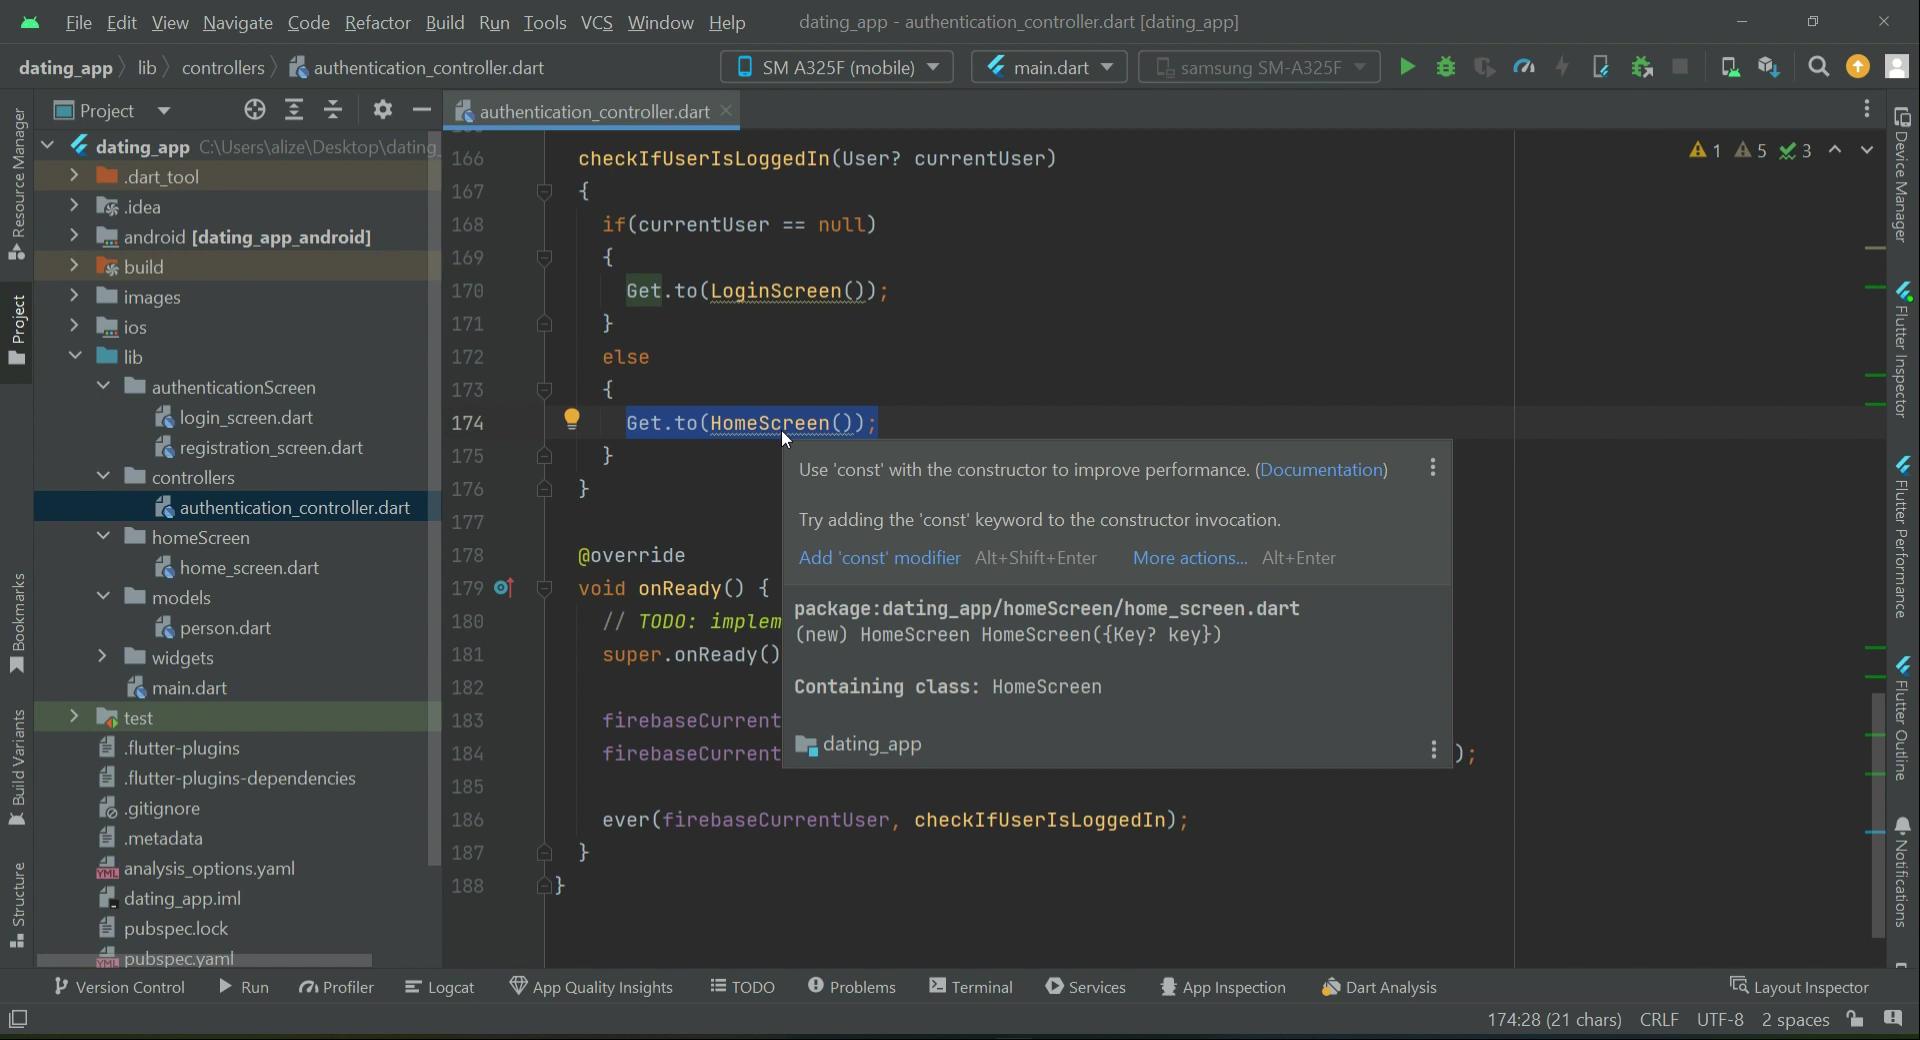 File Edit View Navigate Code Refactor Build Run Tools VCS Window Help dating_app - authentication_controller.dart [dating_app]
dating_app lib controllers authentication_controller.dart SM A325F (mobile) main.dart samsung SM-A325F
Resource Manager
Project
Bookmarks
Build Variants
Structure
Project
dating_app C:\Users\alize\Desktop\dating_
.dart_tool
.idea
android [dating_app_android]
build
images
ios
lib
authenticationScreen
login_screen.dart
registration_screen.dart
controllers
authentication_controller.dart
homeScreen
home_screen.dart
models
person.dart
widgets
main.dart
test
.flutter-plugins
.flutter-plugins-dependencies
.gitignore
.metadata
analysis_options.yaml
dating_app.iml
pubspec.lock
pubspec.yaml
authentication_controller.dart
1 5 3
166 checkIfUserIsLoggedIn(User? currentUser)
167 {
168 if(currentUser == null)
169 {
170 Get.to(LoginScreen());
171 }
172 else
173 {
174 Get.to(HomeScreen());
175 }
176 }
177
178 @override
179 void onReady() {
180 // TODO: implem
181 super.onReady()
182
183 firebaseCurrent
184 firebaseCurrent );
185
186 ever(firebaseCurrentUser, checkIfUserIsLoggedIn);
187 }
188 }
Use 'const' with the constructor to improve performance. (Documentation)
Try adding the 'const' keyword to the constructor invocation.
Add 'const' modifier Alt+Shift+Enter More actions... Alt+Enter
package:dating_app/homeScreen/home_screen.dart
(new) HomeScreen HomeScreen({Key? key})
Containing class: HomeScreen
dating_app
Device Manager
Flutter Inspector
Flutter Performance
Flutter Outline
Notifications
Version Control Run Profiler Logcat App Quality Insights TODO Problems Terminal Services App Inspection Dart Analysis Layout Inspector
174:28 (21 chars) CRLF UTF-8 2 spaces